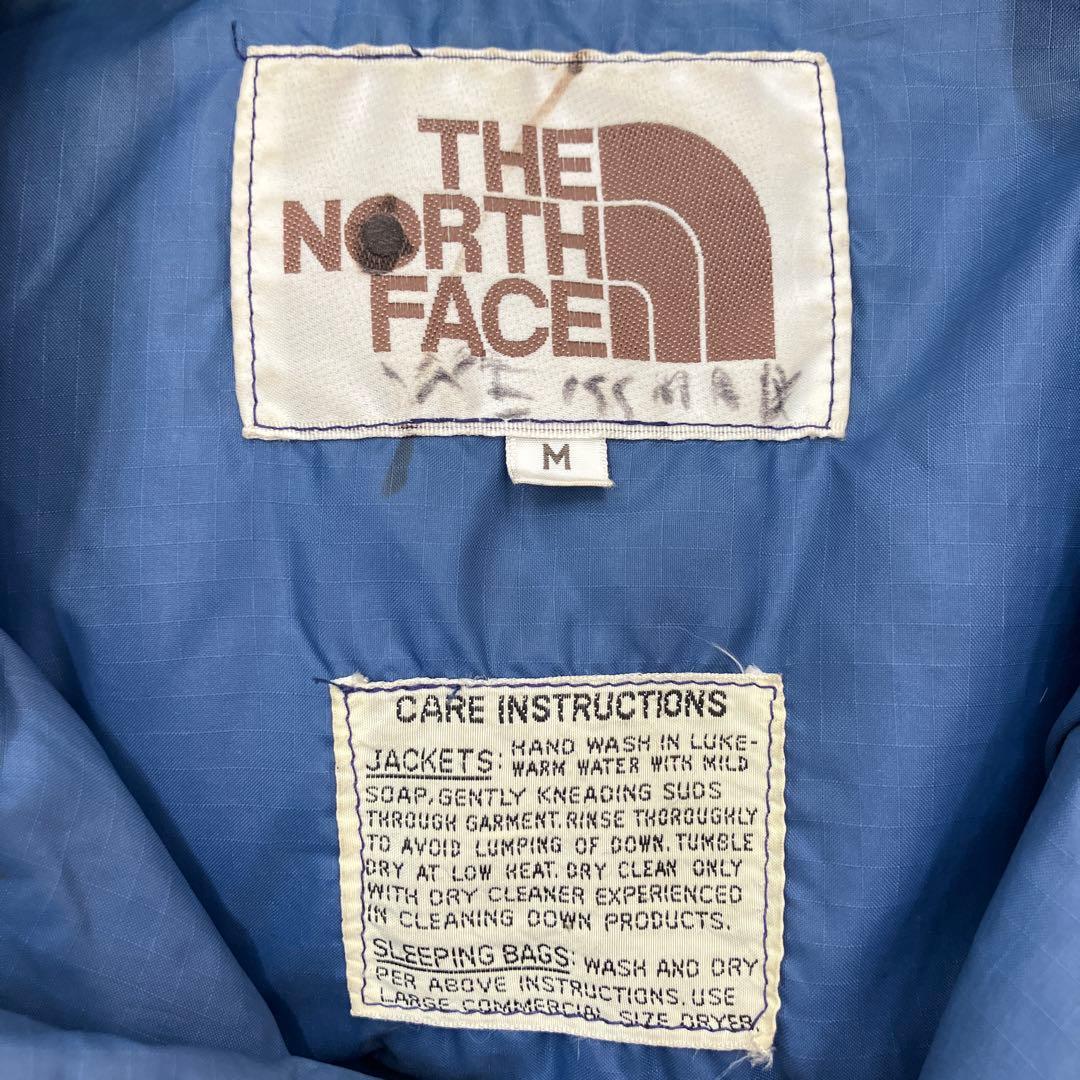 THE
NORTH
FACE
M
CARE INSTRUCTIONS
JACKETS: HAND WASH IN LUKE-
WARM WATER WITH MILD
SOAP, GENTLY KNEADING SUDS
THROUGH GARMENT. RINSE THOROUGHLY
TO AVOID LUMPING OF DOWN. TUMBLE
DRY AT LOW HEAT. DRY CLEAN ONLY
WITH DRY CLEANER EXPERIENCED
IN CLEANING DOWN PRODUCTS.
SLEEPING BAGS: WASH AND DRY
PER ABOVE INSTRUCTIONS. USE
LARGE COMMERCIAL SIZE DRYER.